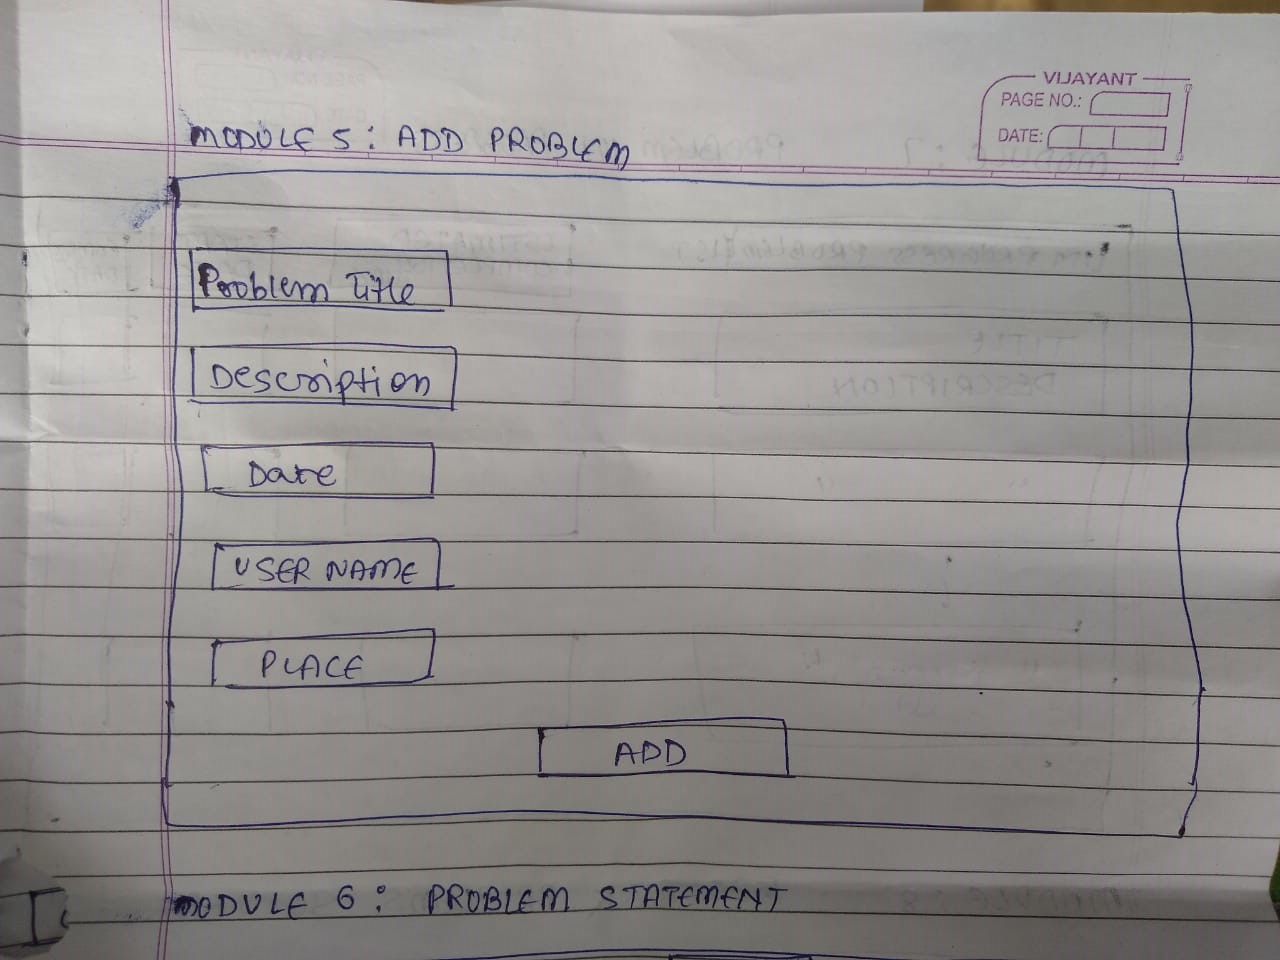 VIJAYANT
PAGE NO.:
DATE:
MODULE 5: ADD PROBLEM
Problem Title
Description
Date
USER NAME
PLACE
ADD
MODULE 6: PROBLEM STATEMENT